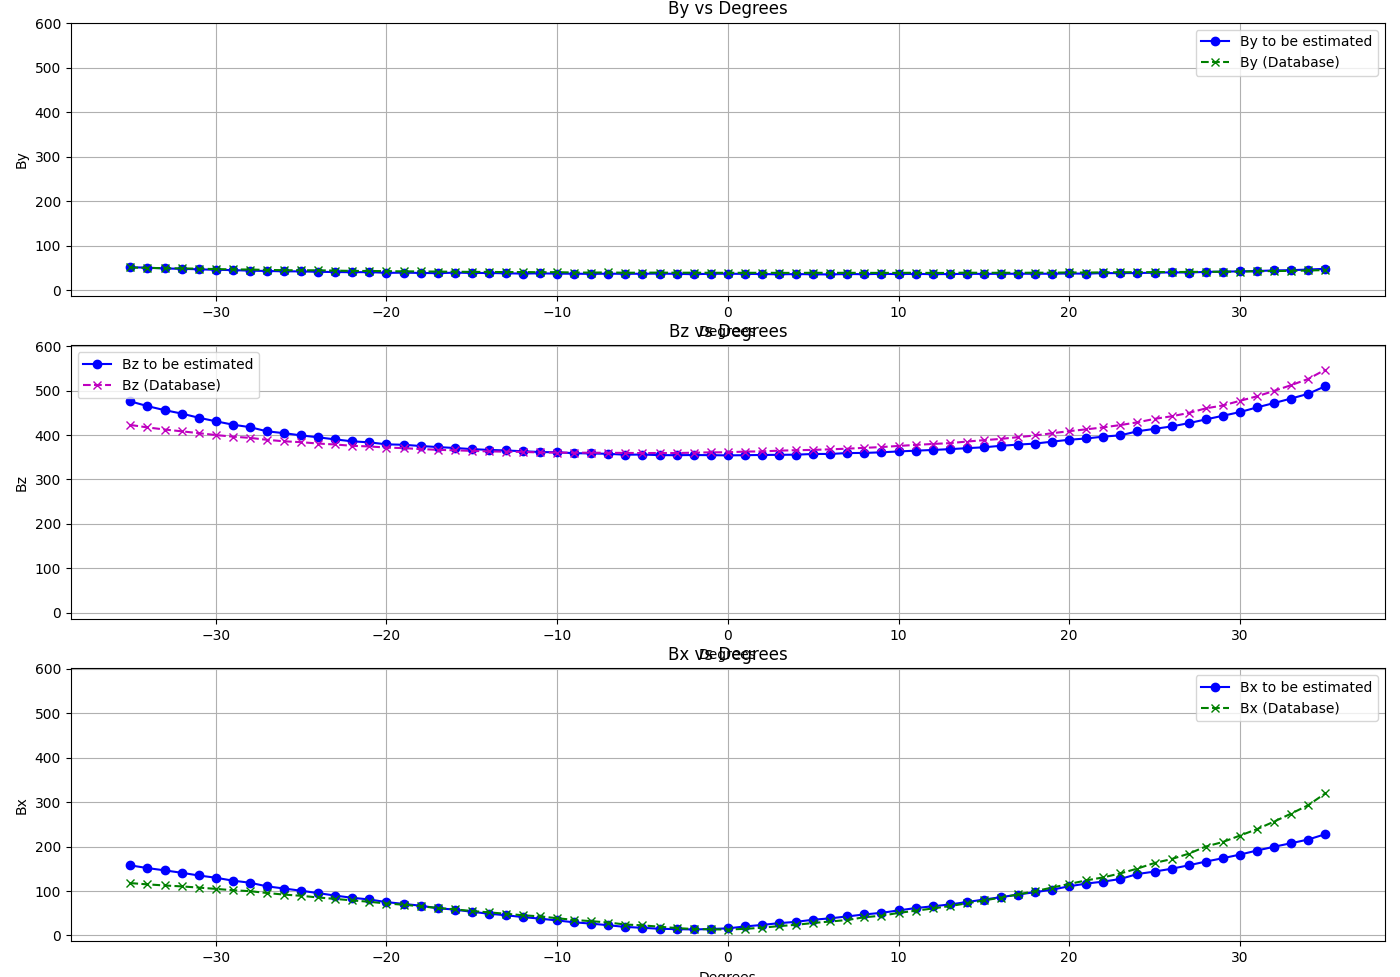 By vs Degrees
600
500
400
300
200
100
0
By
By to be estimated
By (Database)
−30
−20
−10
0
10
20
30
Degrees
Bz vs Degrees
600
500
400
300
200
100
0
Bz
Bz to be estimated
Bz (Database)
−30
−20
−10
0
10
20
30
Degrees
Bx vs Degrees
600
500
400
300
200
100
0
Bx
Bx to be estimated
Bx (Database)
−30
−20
−10
0
10
20
30
Degrees